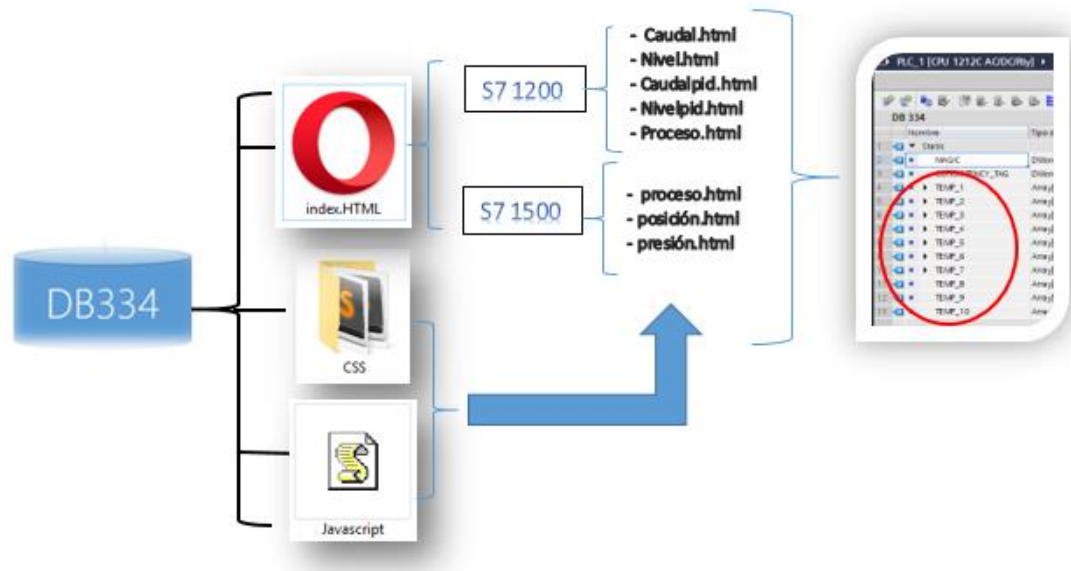 DB334
index.HTML
CSS
Javascript
S7 1200
- Caudal.html
- Nivel.html
- Caudalpid.html
- Nivelpid.html
- Proceso.html
S7 1500
- proceso.html
- posición.html
- presión.html
PLC_1 [CPU 1212C AC/DC/Rly]
DB 334
Nombre
Static
MAGIC
TEMP_1
TEMP_2
TEMP_3
TEMP_4
TEMP_5
TEMP_6
TEMP_7
TEMP_8
TEMP_9
TEMP_10